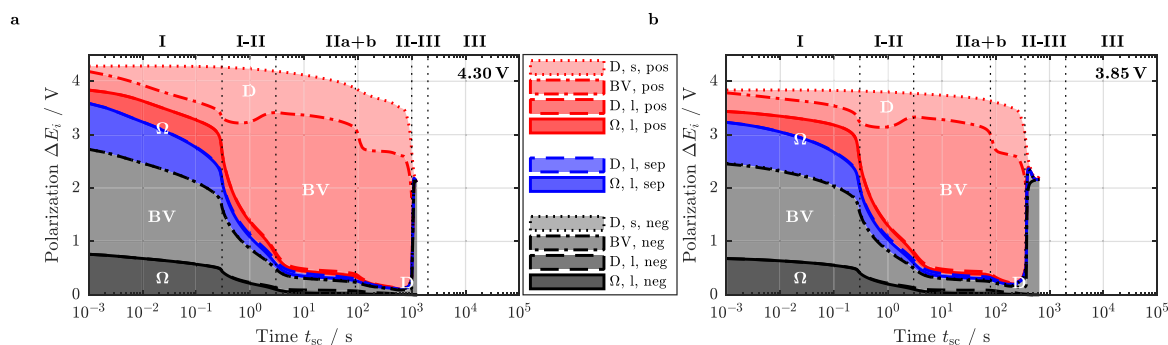 a
I I-II IIa+b II-III III
4.30 V
Polarization ΔE_i / V
4
3
2
1
0
D
Ω
BV
BV
Ω
D
10^−3 10^−2 10^−1 10^0 10^1 10^2 10^3 10^4 10^5
Time t_sc / s
D, s, pos
BV, pos
D, l, pos
Ω, l, pos
D, l, sep
Ω, l, sep
D, s, neg
BV, neg
D, l, neg
Ω, l, neg
b
I I-II IIa+b II-III III
3.85 V
Polarization ΔE_i / V
4
3
2
1
0
D
Ω
BV
BV
Ω
D
10^−3 10^−2 10^−1 10^0 10^1 10^2 10^3 10^4 10^5
Time t_sc / s